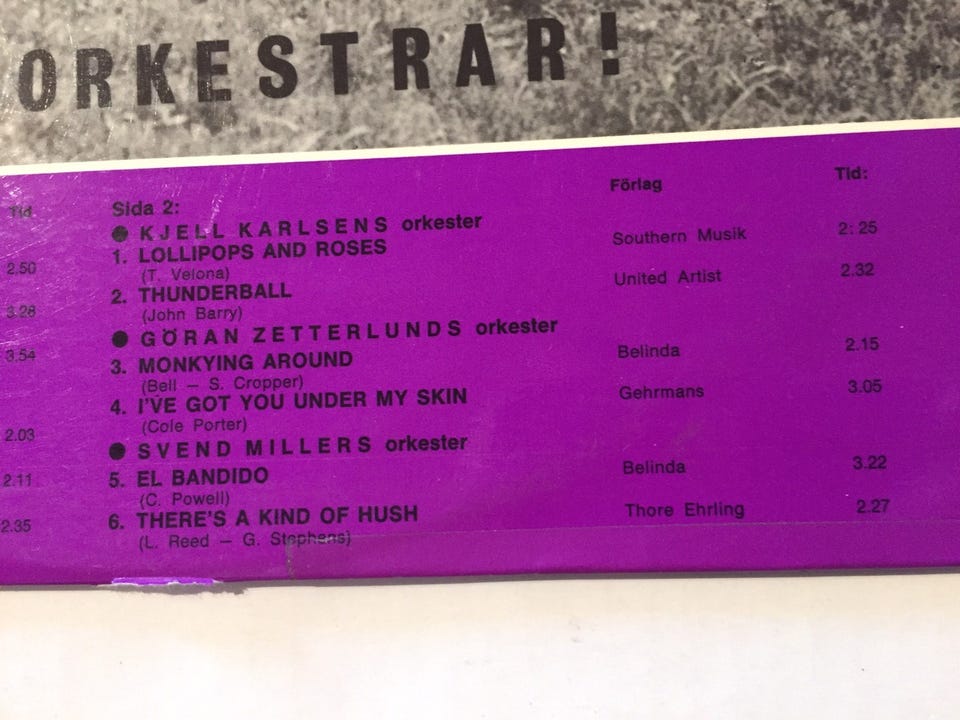 ORKESTRAR!
Tid
2.50
3.28
3.54
2.03
2.11
2.35
Sida 2:
Förlag
Tid:
● KJELL KARLSENS orkester
1. LOLLIPOPS AND ROSES
Southern Musik
2:25
(T. Velona)
2. THUNDERBALL
United Artist
2.32
(John Barry)
● GÖRAN ZETTERLUNDS orkester
3. MONKYING AROUND
Belinda
2.15
(Bell – S. Cropper)
4. I'VE GOT YOU UNDER MY SKIN
Gehrmans
3.05
(Cole Porter)
● SVEND MILLERS orkester
5. EL BANDIDO
Belinda
3.22
(C. Powell)
6. THERE'S A KIND OF HUSH
Thore Ehrling
2.27
(L. Reed – G. Stephens)